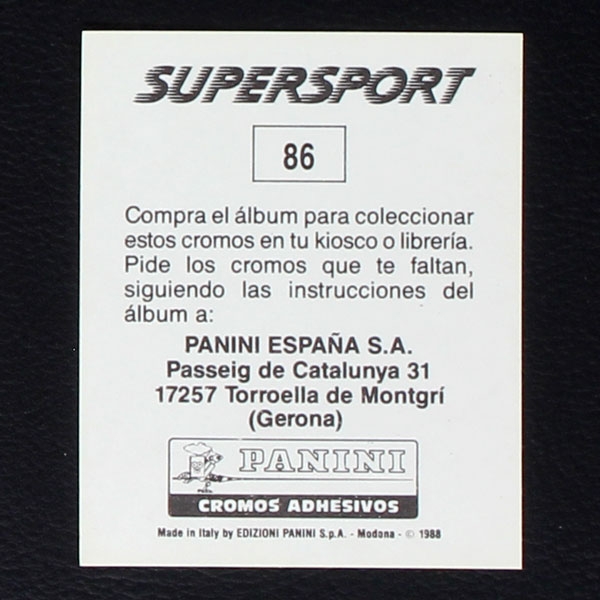 SUPERSPORT
86
Compra el álbum para coleccionar
estos cromos en tu kiosco o librería.
Pide los cromos que te faltan,
siguiendo las instrucciones del
álbum a:
PANINI ESPAÑA S.A.
Passeig de Catalunya 31
17257 Torroella de Montgrí
(Gerona)
PANINI
CROMOS ADHESIVOS
Made in Italy by EDIZIONI PANINI S.p.A. - Modena - © 1988